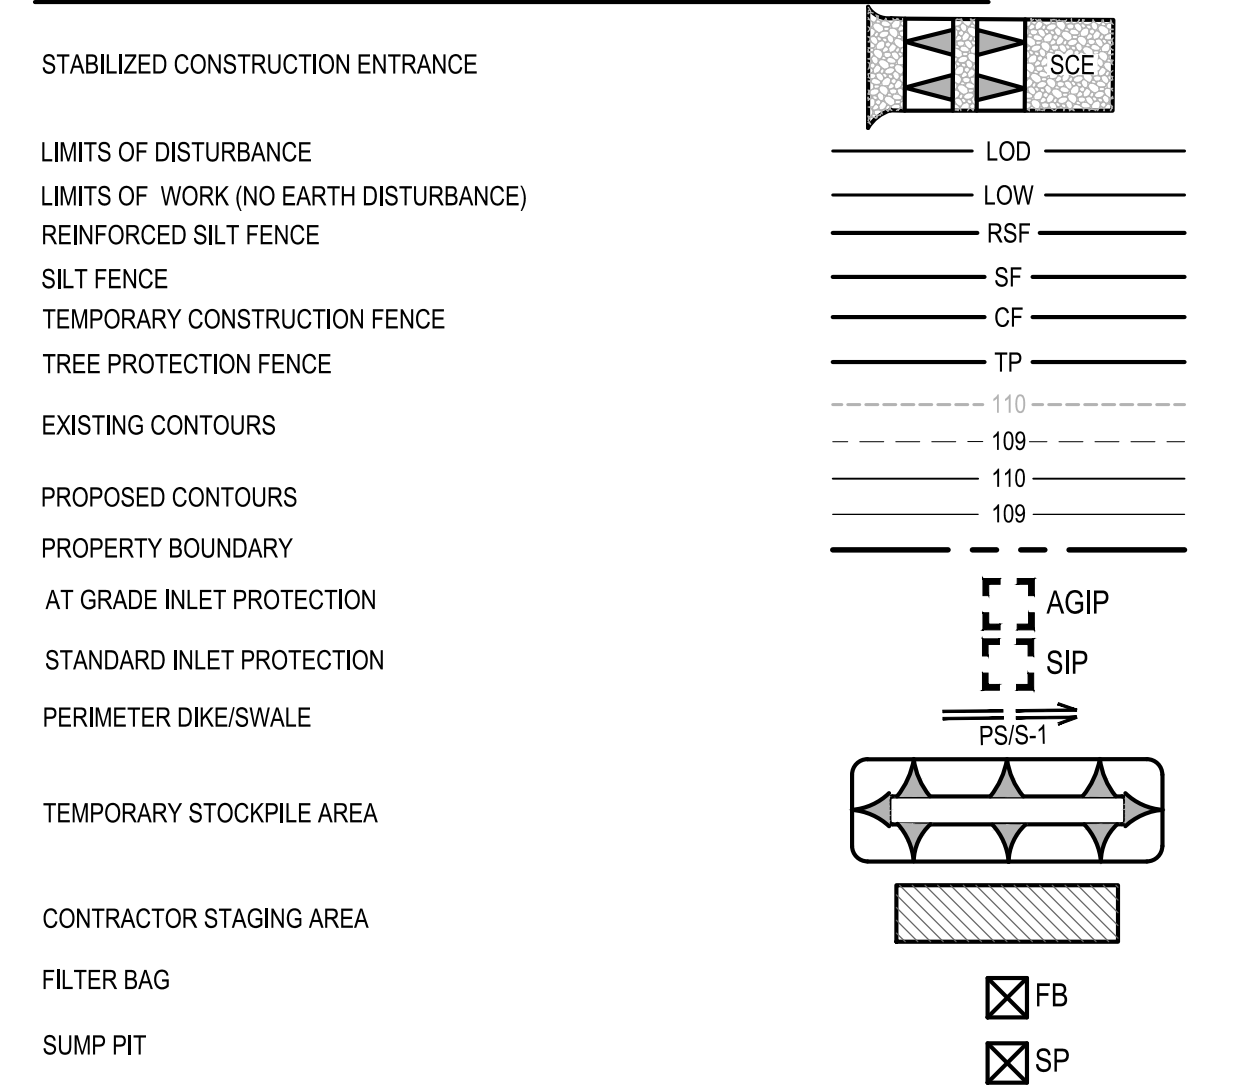 STABILIZED CONSTRUCTION ENTRANCE SCE
LIMITS OF DISTURBANCE LOD
LIMITS OF WORK (NO EARTH DISTURBANCE) LOW
REINFORCED SILT FENCE RSF
SILT FENCE SF
TEMPORARY CONSTRUCTION FENCE CF
TREE PROTECTION FENCE TP
110
EXISTING CONTOURS
109
110
PROPOSED CONTOURS
109
PROPERTY BOUNDARY
AT GRADE INLET PROTECTION AGIP
STANDARD INLET PROTECTION SIP
PERIMETER DIKE/SWALE
PS/S-1
TEMPORARY STOCKPILE AREA
CONTRACTOR STAGING AREA
FILTER BAG FB
SUMP PIT SP